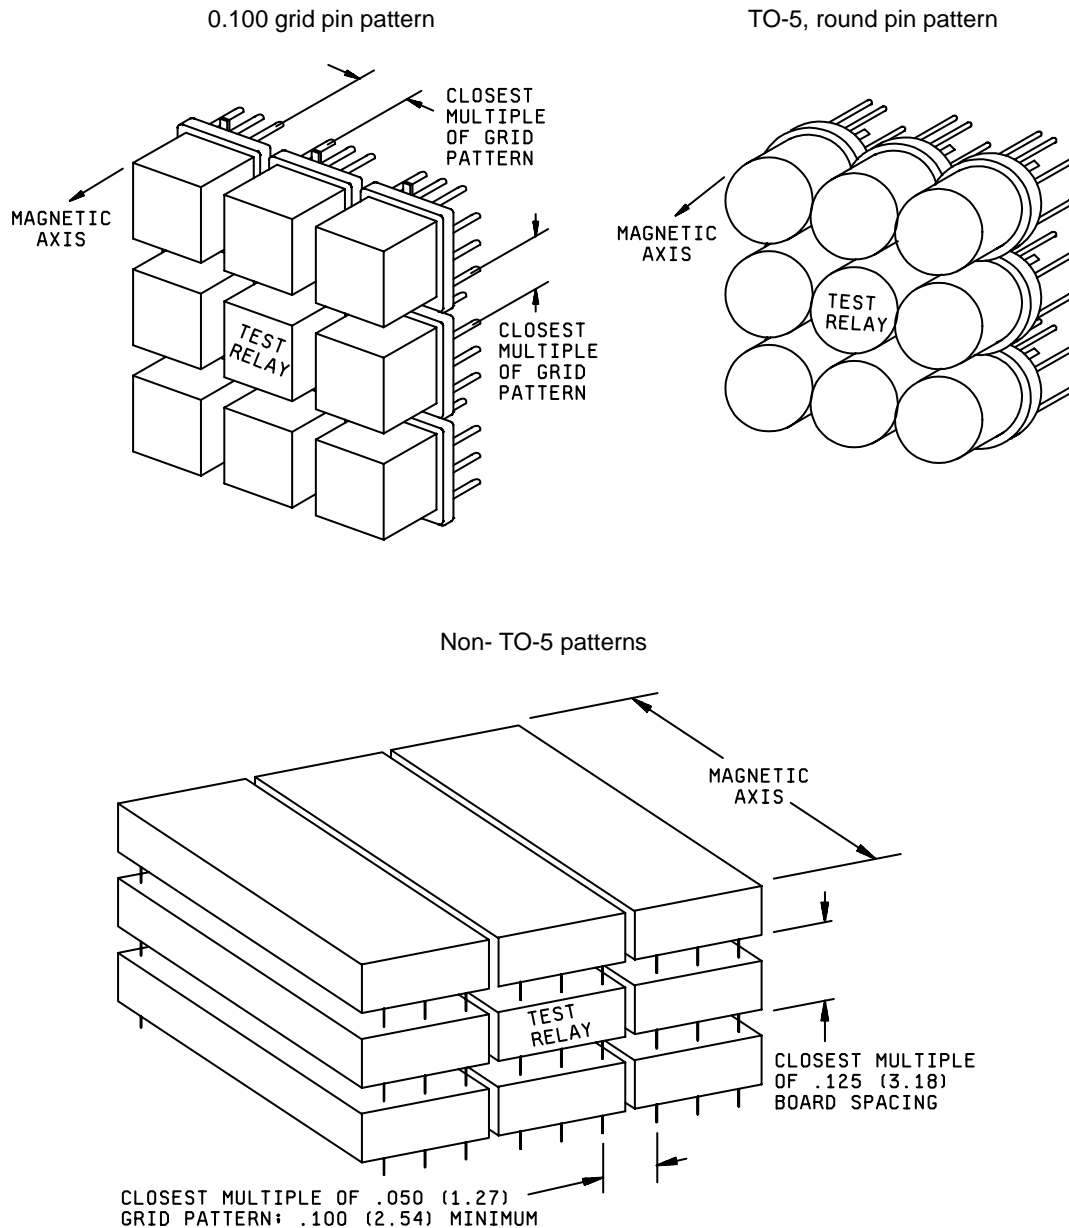 0.100 grid pin pattern
TO-5, round pin pattern
CLOSEST
MULTIPLE
OF GRID
PATTERN
MAGNETIC
AXIS
TEST
RELAY
CLOSEST
MULTIPLE
OF GRID
PATTERN
MAGNETIC
AXIS
TEST
RELAY
Non- TO-5 patterns
MAGNETIC
AXIS
TEST
RELAY
CLOSEST MULTIPLE
OF .125 (3.18)
BOARD SPACING
CLOSEST MULTIPLE OF .050 (1.27)
GRID PATTERN; .100 (2.54) MINIMUM